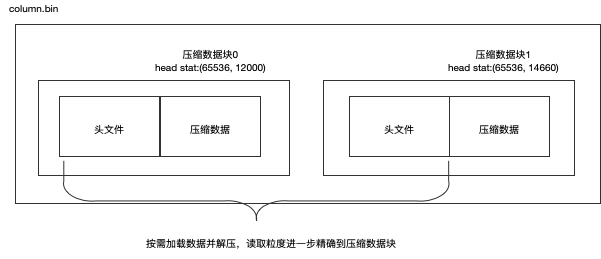 column.bin
压缩数据块0
head stat:(65536, 12000)
压缩数据块1
head stat:(65536, 14660)
头文件
压缩数据
头文件
压缩数据
按需加载数据并解压，读取粒度进一步精确到压缩数据块